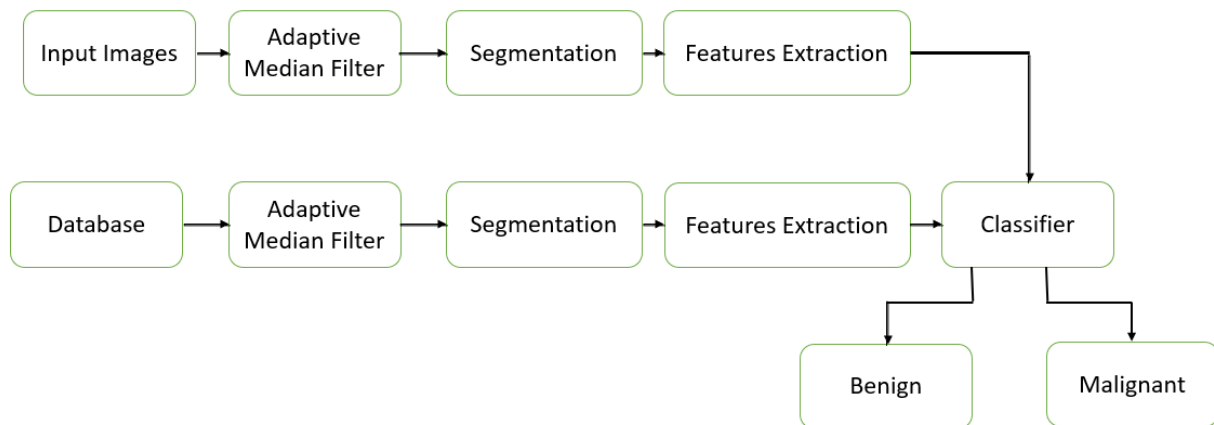 Input Images
Adaptive
Median Filter
Segmentation
Features Extraction
Database
Adaptive
Median Filter
Segmentation
Features Extraction
Classifier
Benign
Malignant